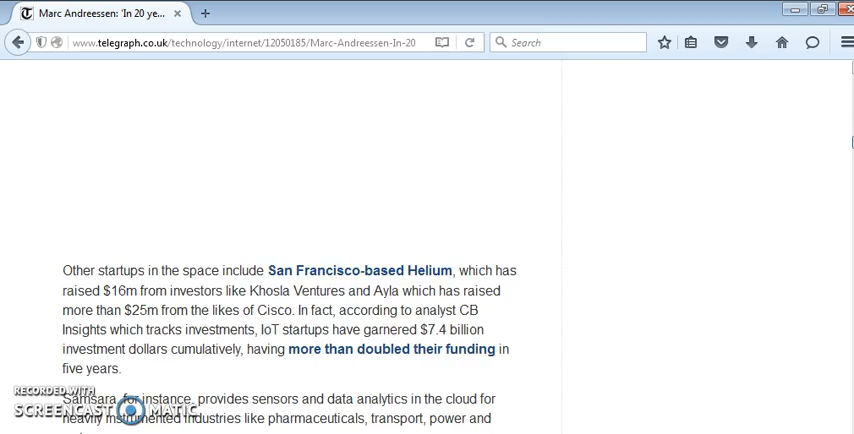 Marc Andreessen: 'In 20 ye...
www.telegraph.co.uk/technology/internet/12050185/Marc-Andreessen-In-20
Search
Other startups in the space include San Francisco-based Helium, which has
raised $16m from investors like Khosla Ventures and Ayla which has raised
more than $25m from the likes of Cisco. In fact, according to analyst CB
Insights which tracks investments, IoT startups have garnered $7.4 billion
investment dollars cumulatively, having more than doubled their funding in
five years.
RECORDED WITH
Samsara, for instance, provides sensors and data analytics in the cloud for
SCREENCAST MATIC
heavily instrumented industries like pharmaceuticals, transport, power and